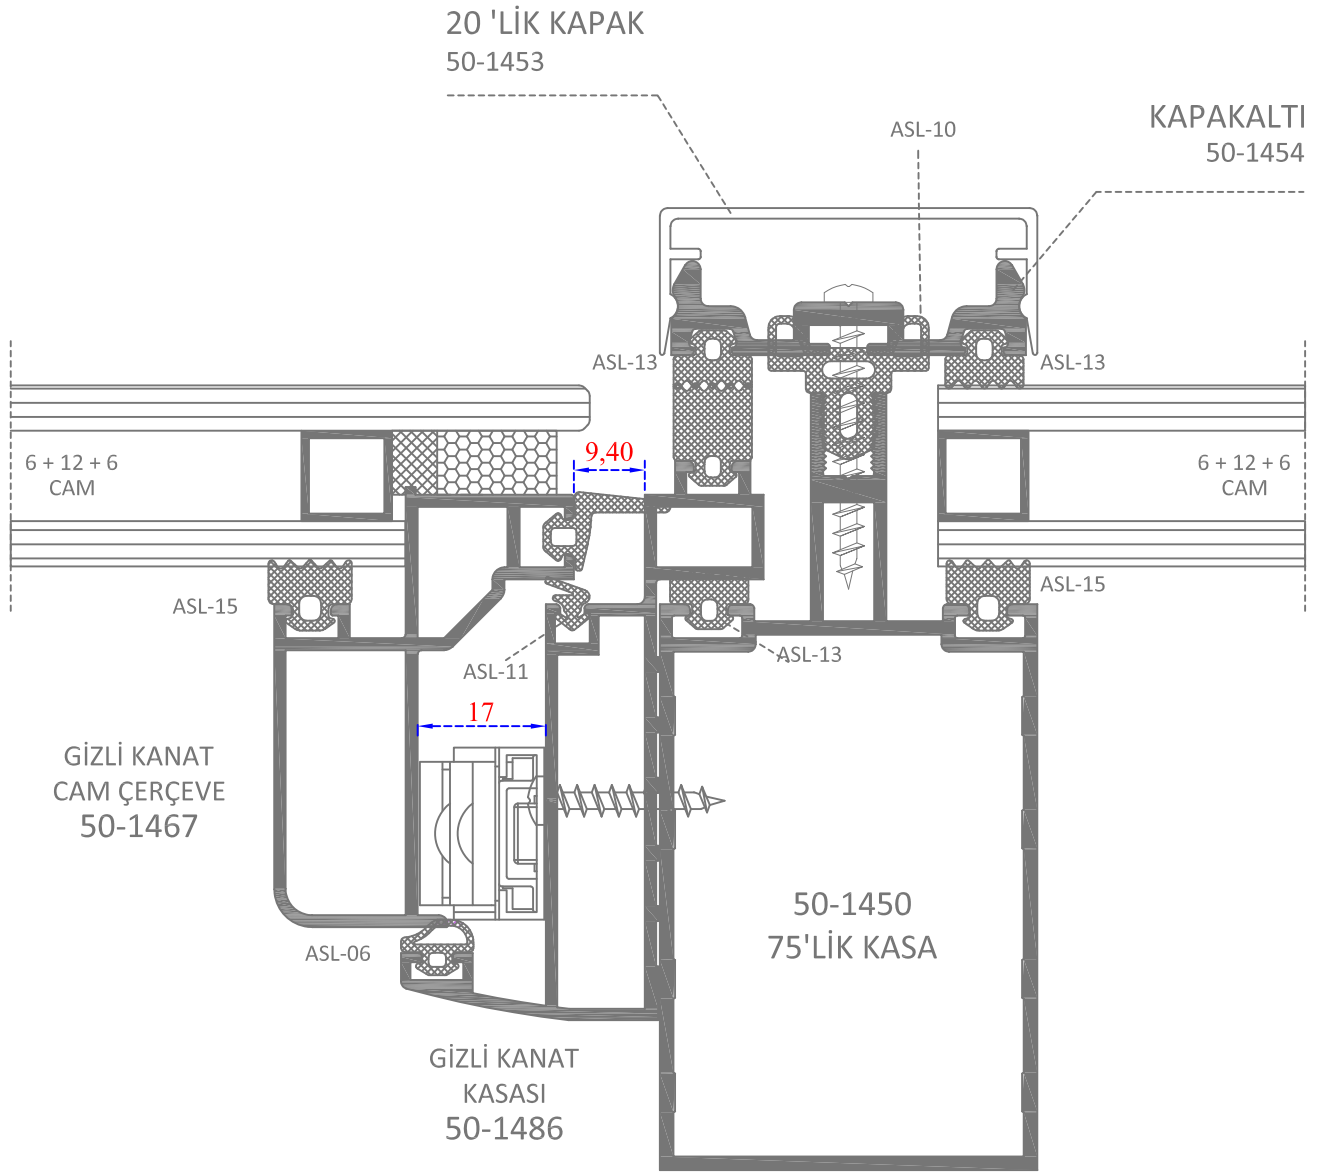 20 'LİK KAPAK
50-1453
ASL-10
KAPAKALTI
50-1454
ASL-13
ASL-13
9,40
6 + 12 + 6
CAM
6 + 12 + 6
CAM
ASL-15
ASL-15
ASL-11
ASL-13
17
GİZLİ KANAT
CAM ÇERÇEVE
50-1467
50-1450
75'LİK KASA
ASL-06
GİZLİ KANAT
KASASI
50-1486